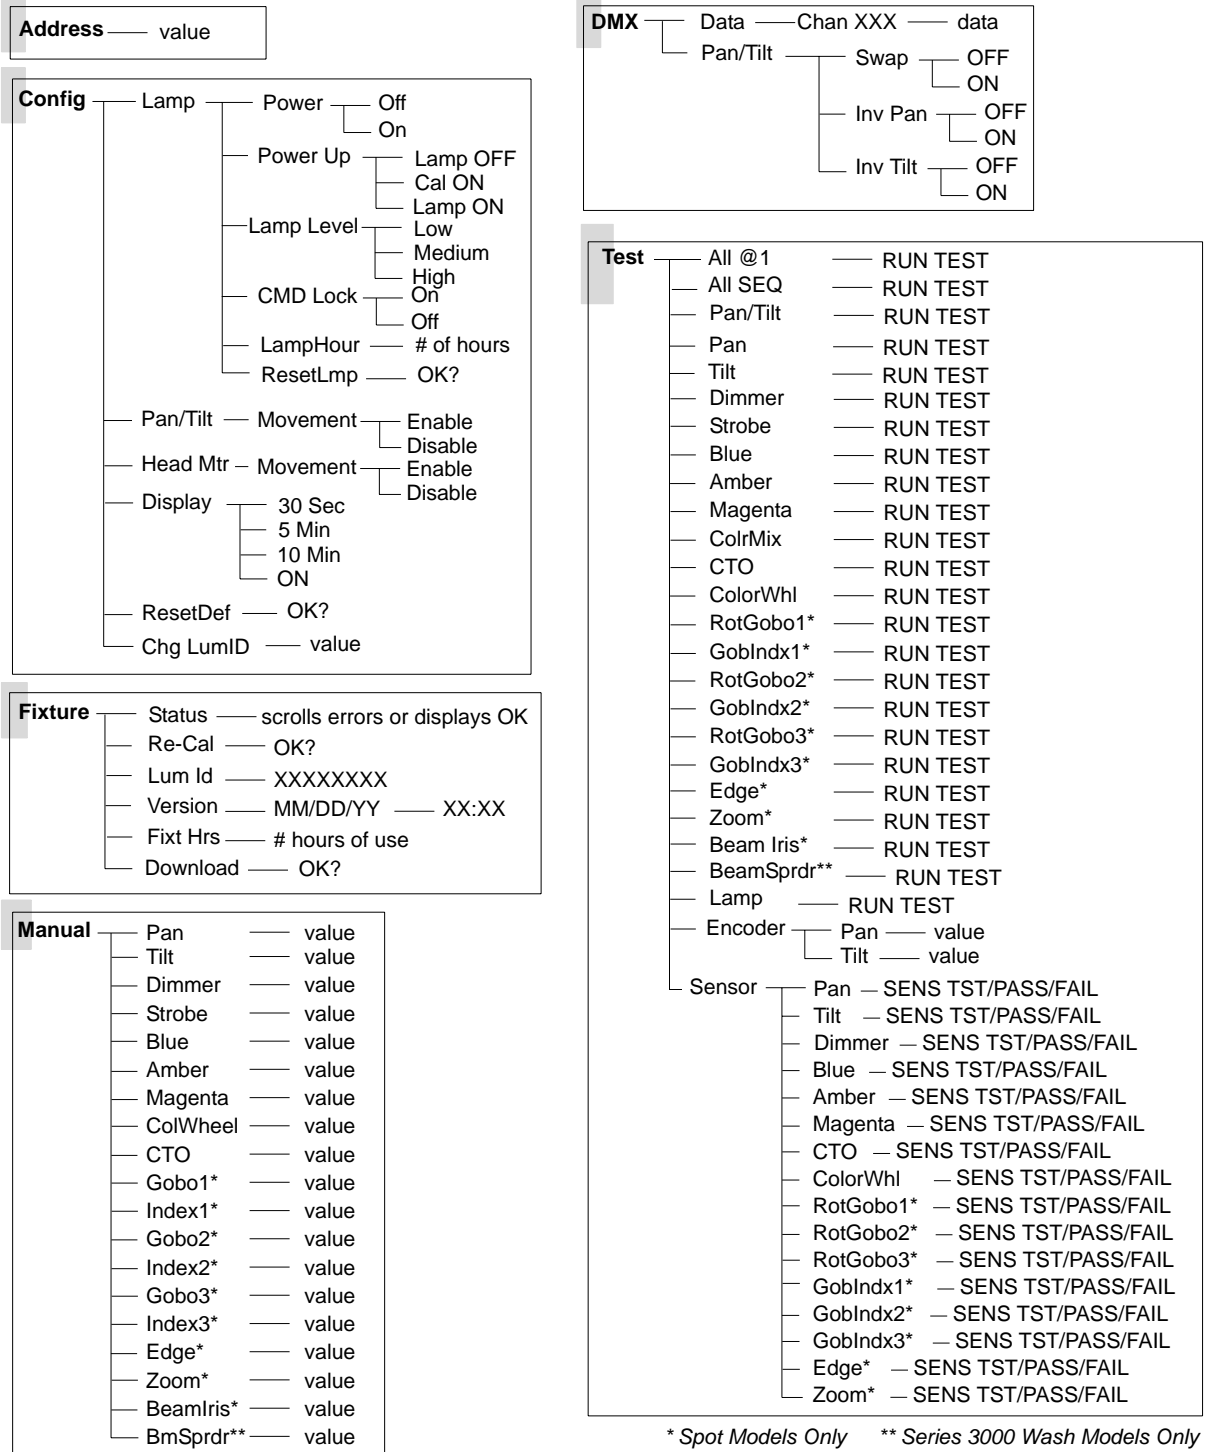 Address value
Config Lamp Power Off
On
Power Up Lamp OFF
Cal ON
Lamp ON
Lamp Level Low
Medium
High
CMD Lock On
Off
LampHour # of hours
ResetLmp OK?
Pan/Tilt Movement Enable
Disable
Head Mtr Movement Enable
Disable
Display 30 Sec
5 Min
10 Min
ON
ResetDef OK?
Chg LumID value
Fixture Status scrolls errors or displays OK
Re-Cal OK?
Lum Id XXXXXXXX
Version MM/DD/YY XX:XX
Fixt Hrs # hours of use
Download OK?
Manual Pan value
Tilt value
Dimmer value
Strobe value
Blue value
Amber value
Magenta value
ColWheel value
CTO value
Gobo1* value
Index1* value
Gobo2* value
Index2* value
Gobo3* value
Index3* value
Edge* value
Zoom* value
BeamIris* value
BmSprdr** value
DMX Data Chan XXX data
Pan/Tilt Swap OFF
ON
Inv Pan OFF
ON
Inv Tilt OFF
ON
Test All @1 RUN TEST
All SEQ RUN TEST
Pan/Tilt RUN TEST
Pan RUN TEST
Tilt RUN TEST
Dimmer RUN TEST
Strobe RUN TEST
Blue RUN TEST
Amber RUN TEST
Magenta RUN TEST
ColrMix RUN TEST
CTO RUN TEST
ColorWhl RUN TEST
RotGobo1* RUN TEST
GobIndx1* RUN TEST
RotGobo2* RUN TEST
GobIndx2* RUN TEST
RotGobo3* RUN TEST
GobIndx3* RUN TEST
Edge* RUN TEST
Zoom* RUN TEST
Beam Iris* RUN TEST
BeamSprdr** RUN TEST
Lamp RUN TEST
Encoder Pan value
Tilt value
Sensor Pan SENS TST/PASS/FAIL
Tilt SENS TST/PASS/FAIL
Dimmer SENS TST/PASS/FAIL
Blue SENS TST/PASS/FAIL
Amber SENS TST/PASS/FAIL
Magenta SENS TST/PASS/FAIL
CTO SENS TST/PASS/FAIL
ColorWhl SENS TST/PASS/FAIL
RotGobo1* SENS TST/PASS/FAIL
RotGobo2* SENS TST/PASS/FAIL
RotGobo3* SENS TST/PASS/FAIL
GobIndx1* SENS TST/PASS/FAIL
GobIndx2* SENS TST/PASS/FAIL
GobIndx3* SENS TST/PASS/FAIL
Edge* SENS TST/PASS/FAIL
Zoom* SENS TST/PASS/FAIL
* Spot Models Only ** Series 3000 Wash Models Only